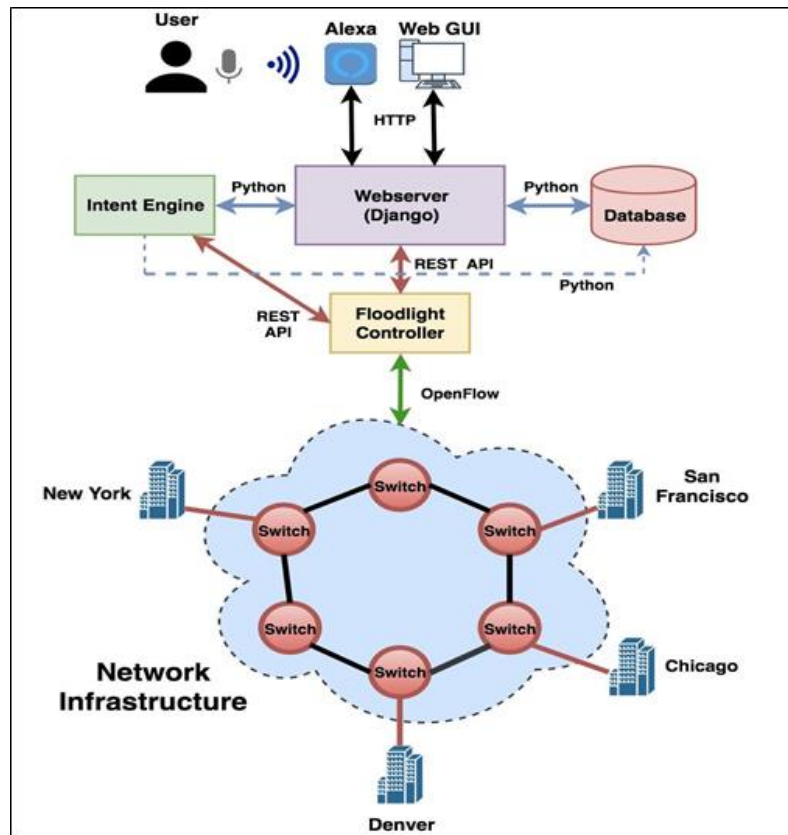 User
Alexa
Web GUI
HTTP
Intent Engine
Python
Webserver
(Django)
Python
Database
REST API
Python
REST
API
Floodlight
Controller
OpenFlow
New York
San
Francisco
Switch
Switch
Switch
Switch
Switch
Switch
Chicago
Network
Infrastructure
Denver